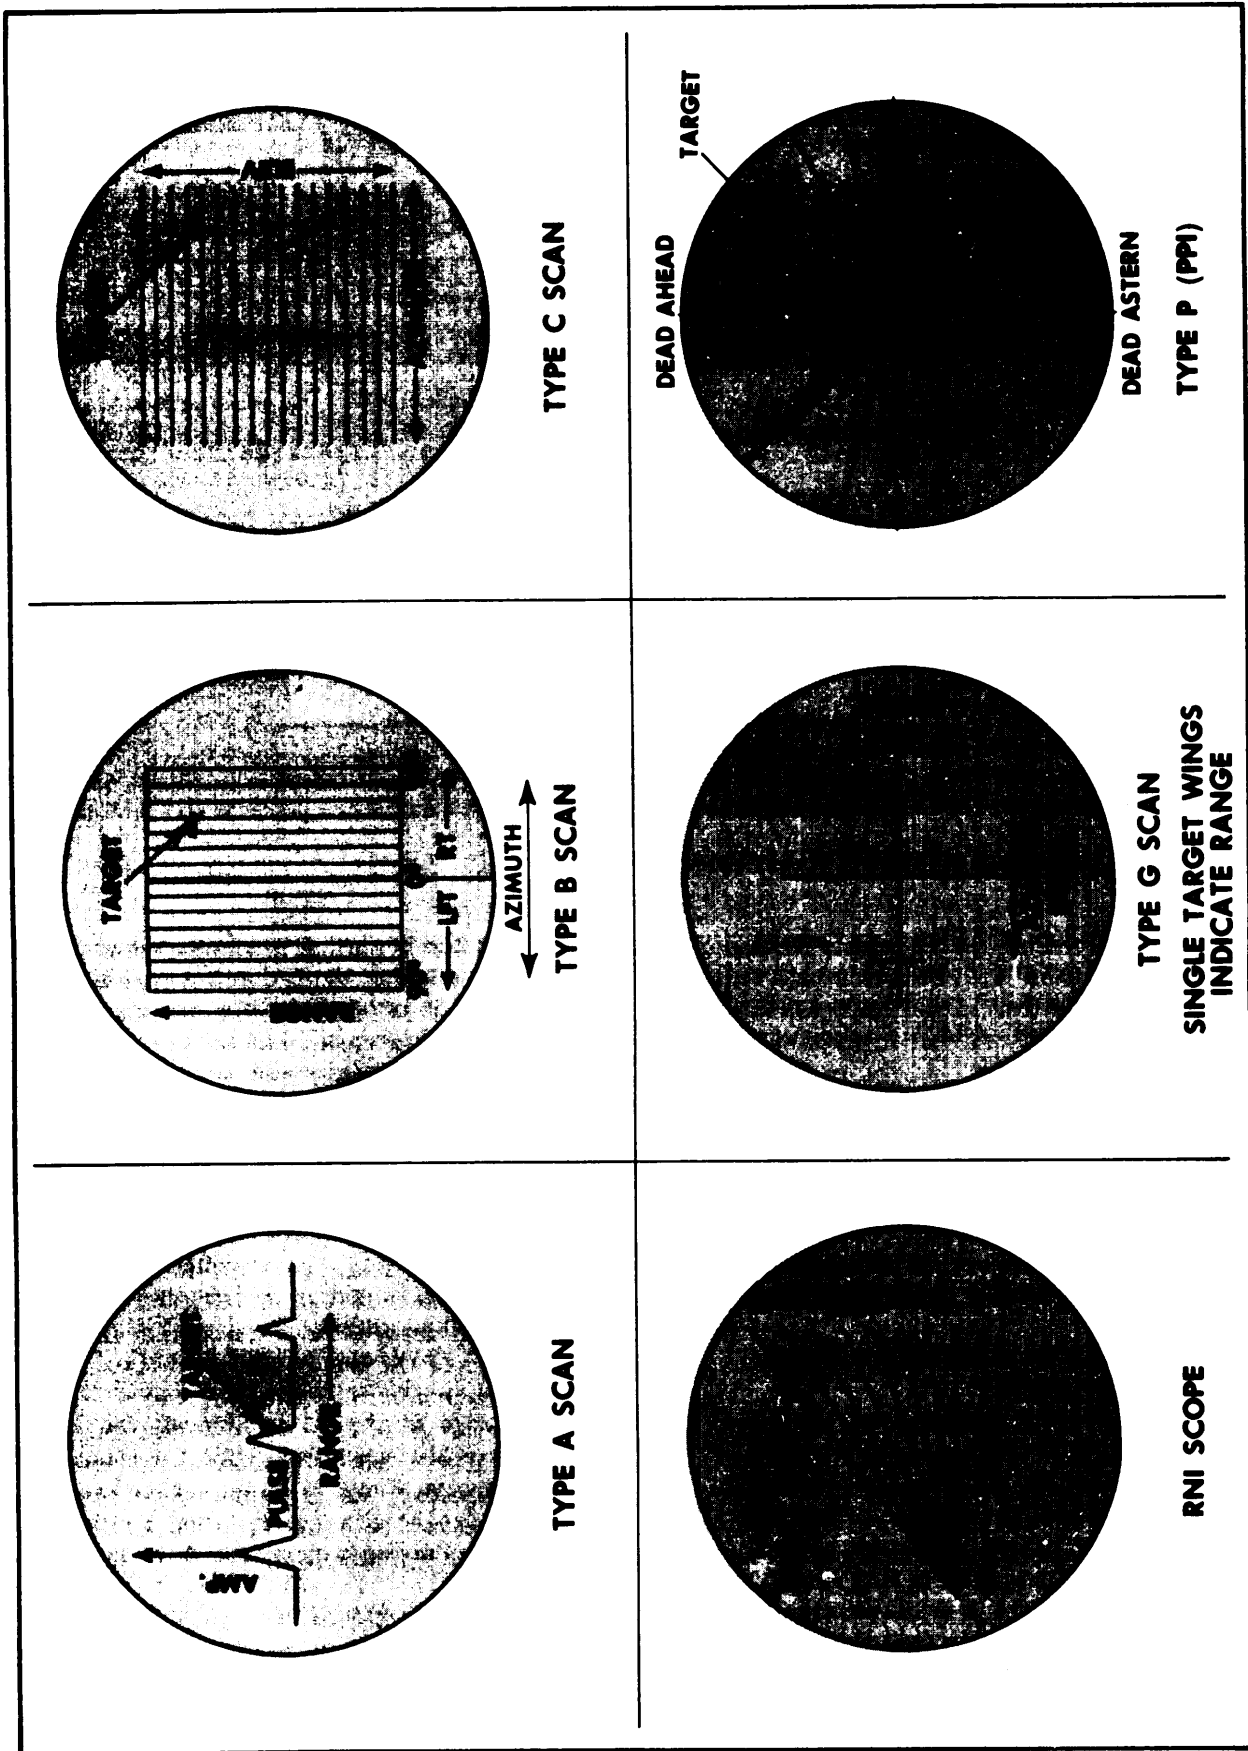 AMP.
PULSE
TARGETS
RANGE
TYPE A SCAN
TARGET
LFT
RT
AZIMUTH
TYPE B SCAN
TYPE C SCAN
RNI SCOPE
TYPE G SCAN
SINGLE TARGET WINGS
INDICATE RANGE
DEAD AHEAD
TARGET
DEAD ASTERN
TYPE P (PPI)